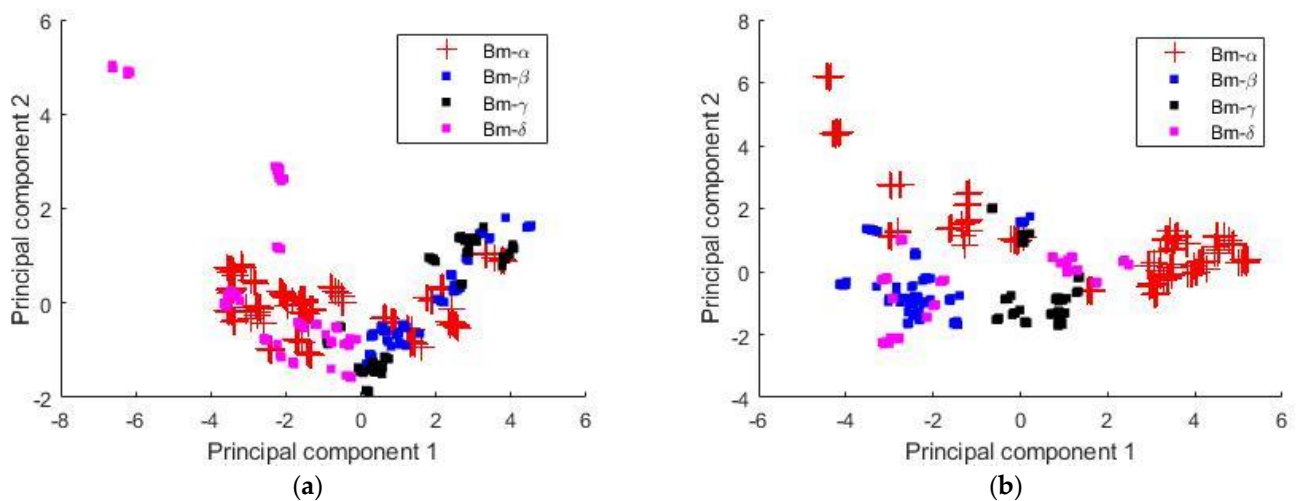 6
4
2
0
-2
-8
-6
-4
-2
0
2
4
6
Principal component 2
Principal component 1
Bm-α
Bm-β
Bm-γ
Bm-δ
(a)
8
6
4
2
0
-2
-4
-6
-4
-2
0
2
4
6
Principal component 2
Principal component 1
Bm-α
Bm-β
Bm-γ
Bm-δ
(b)